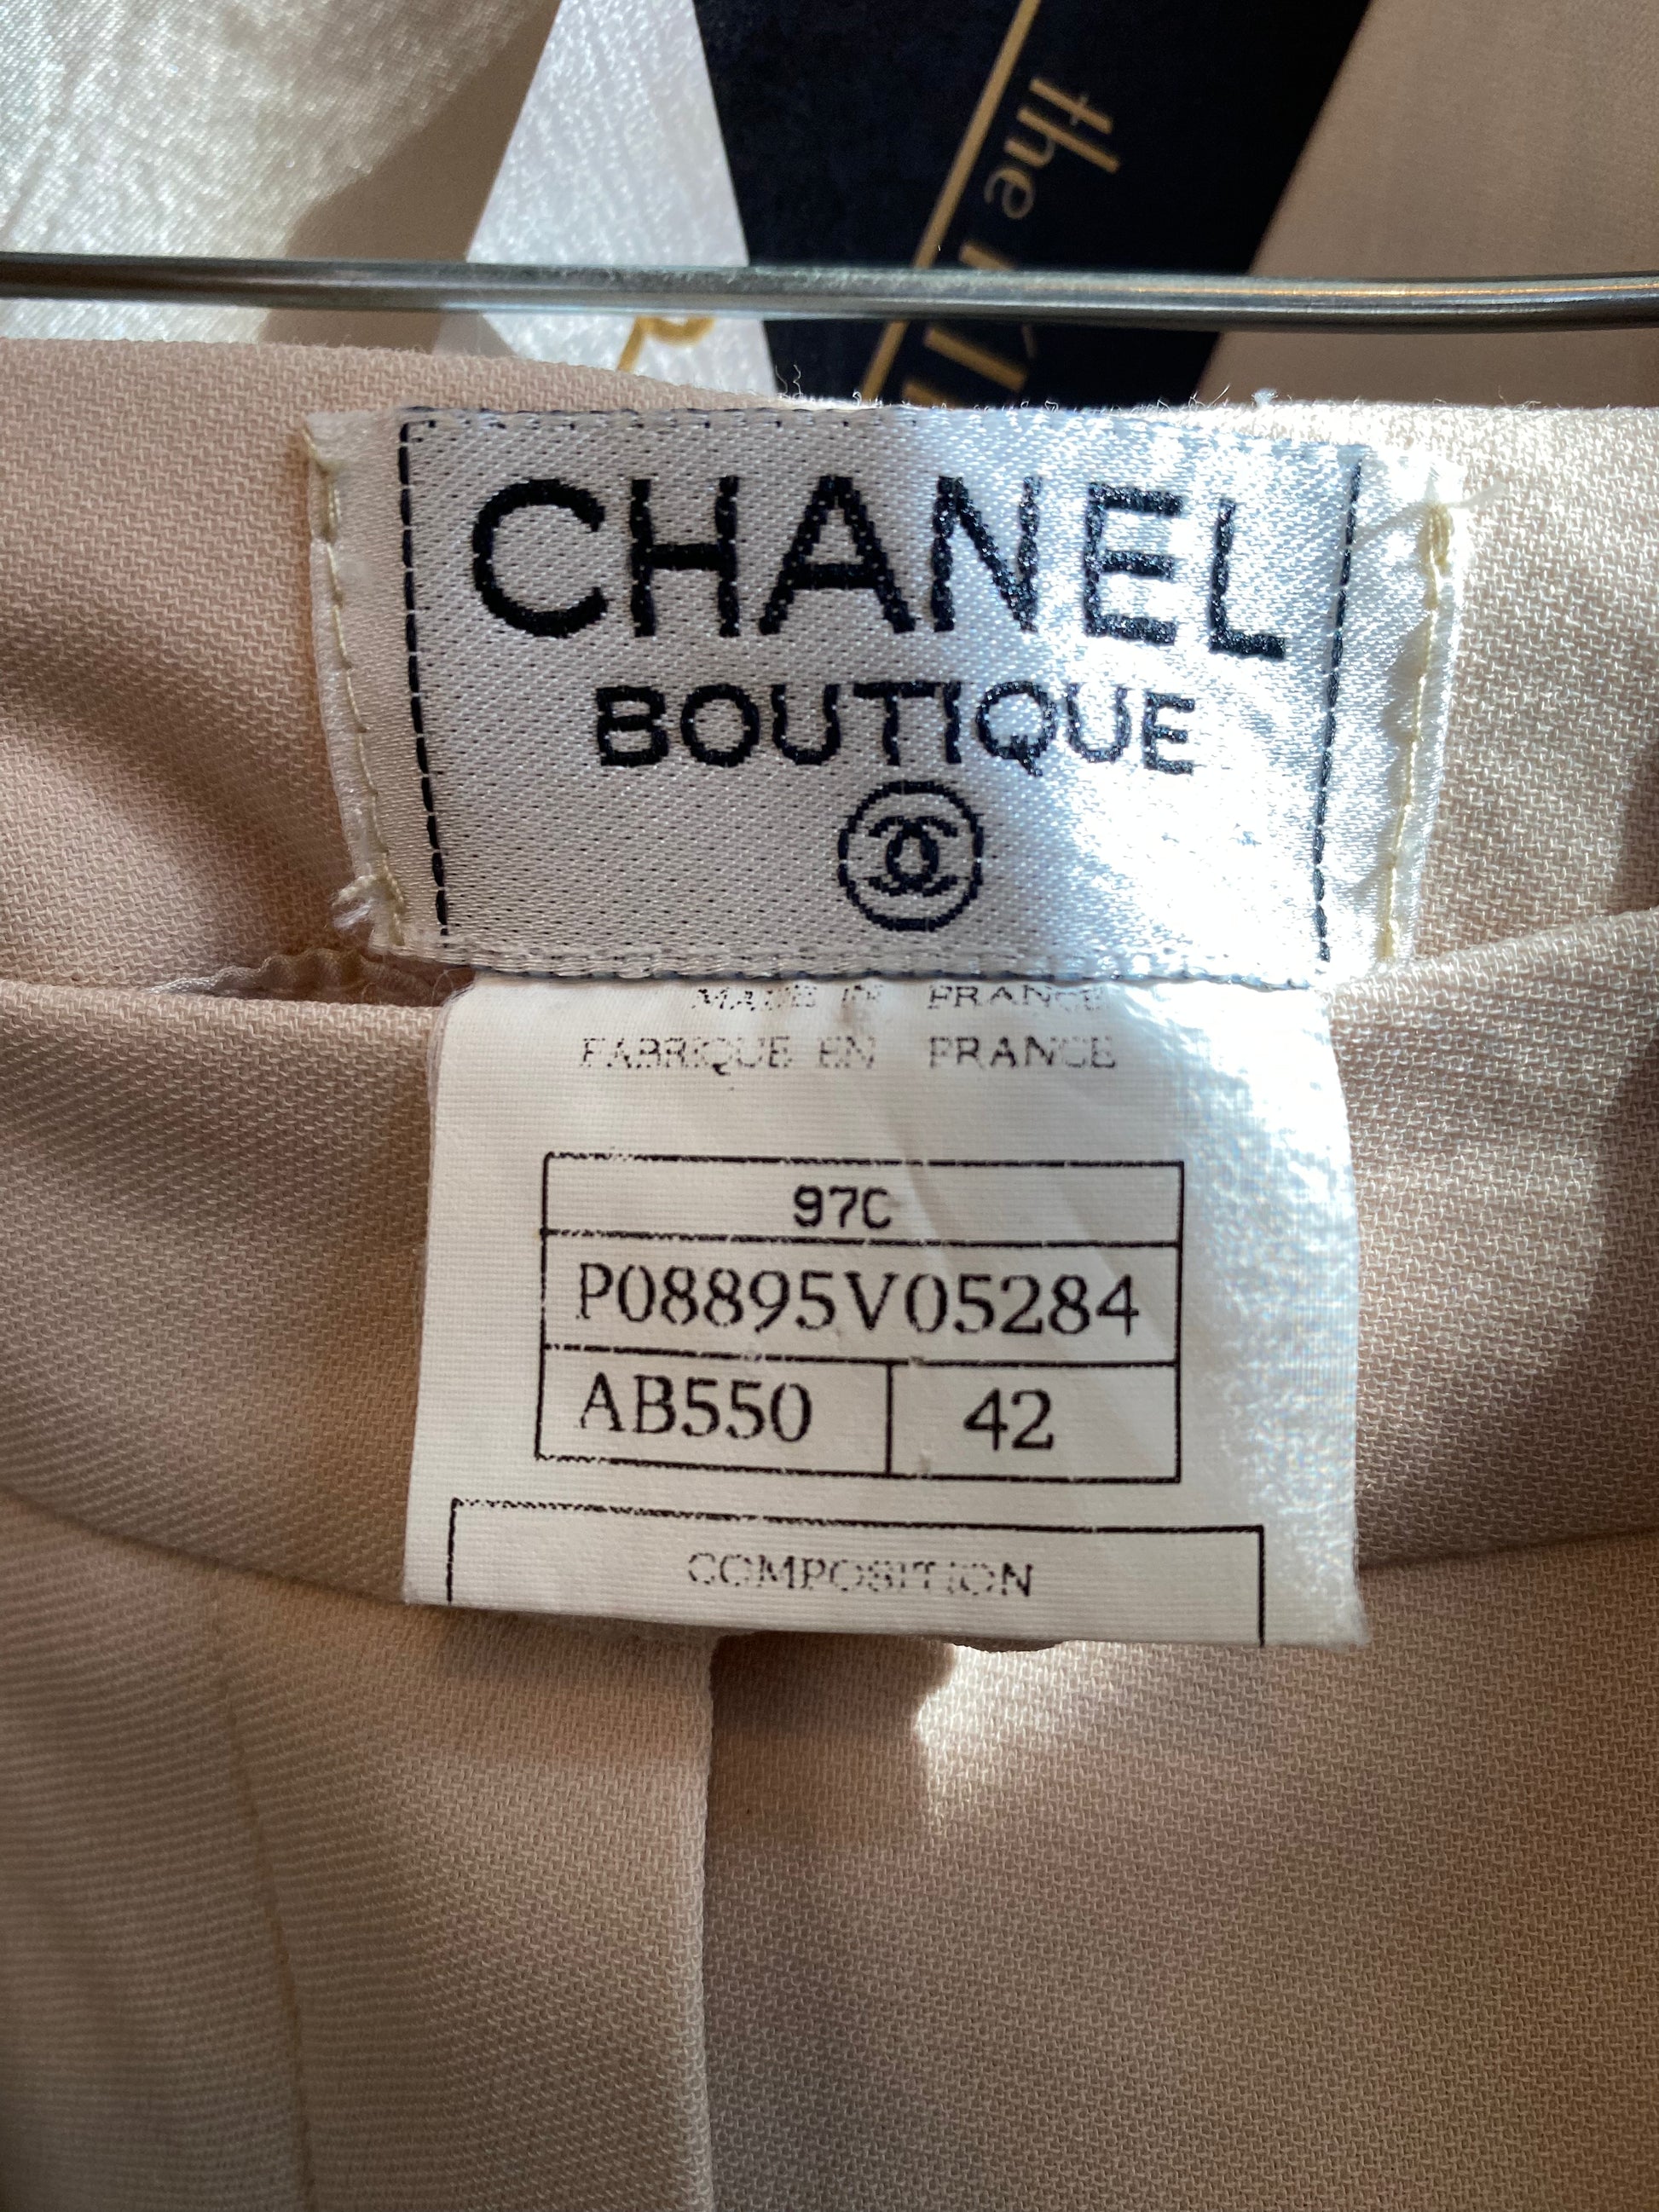 the
CHANEL
BOUTIQUE
MADE IN FRANCE
FABRIQUE EN FRANCE
97C
P08895V05284
AB550 42
COMPOSITION